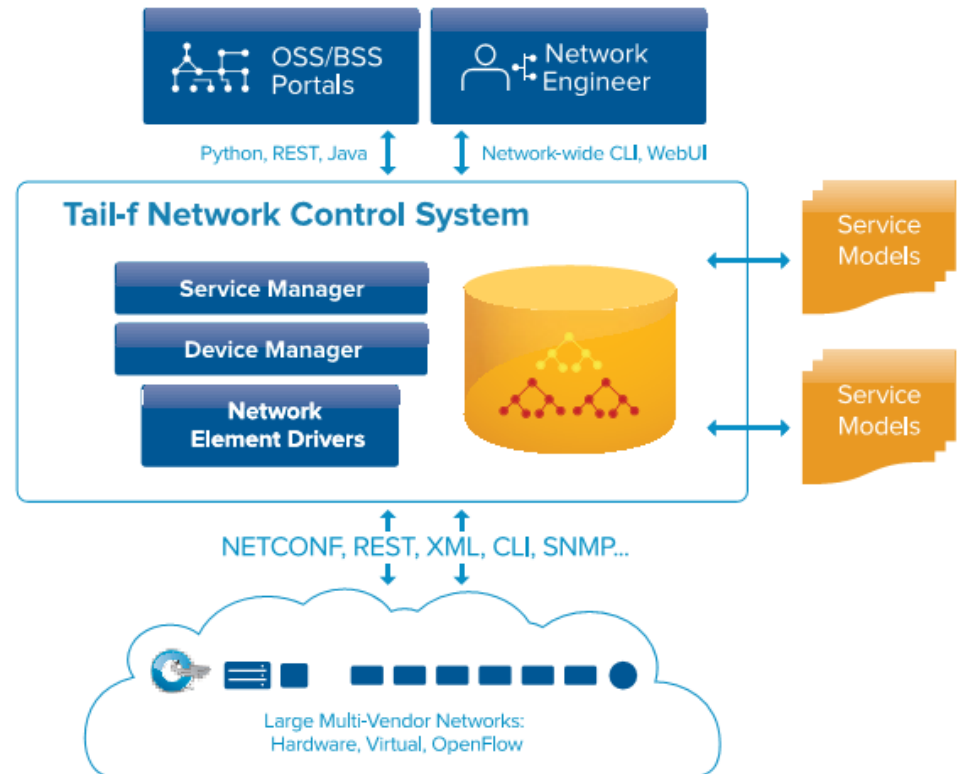 OSS/BSS
Portals
Network
Engineer
Python, REST, Java
Network-wide CLI, WebUI
Tail-f Network Control System
Service Manager
Device Manager
Network
Element Drivers
Service
Models
Service
Models
NETCONF, REST, XML, CLI, SNMP...
Large Multi-Vendor Networks:
Hardware, Virtual, OpenFlow